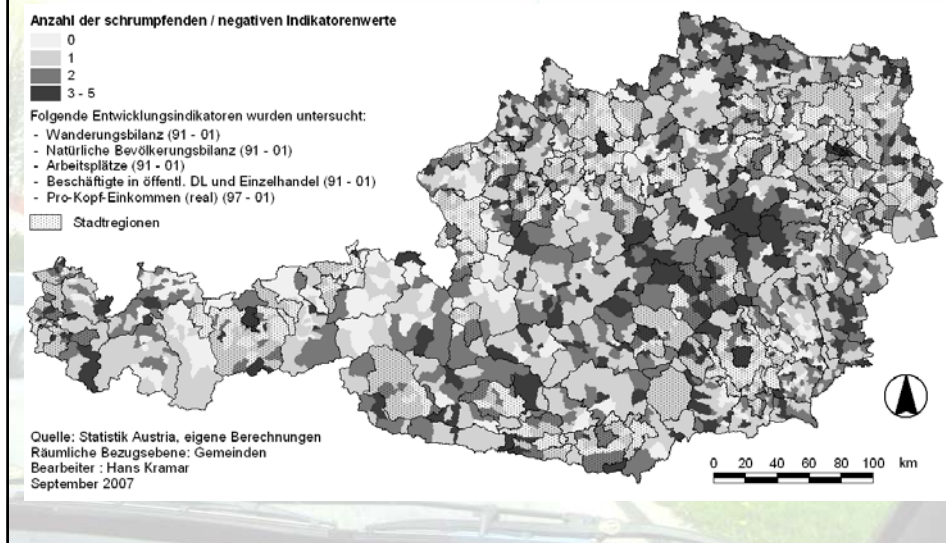 Anzahl der schrumpfenden / negativen Indikatorenwerte
0
1
2
3 - 5
Folgende Entwicklungsindikatoren wurden untersucht:
- Wanderungsbilanz (91 - 01)
- Natürliche Bevölkerungsbilanz (91 - 01)
- Arbeitsplätze (91 - 01)
- Beschäftigte in öffentl. DL und Einzelhandel (91 - 01)
- Pro-Kopf-Einkommen (real) (97 - 01)
Stadtregionen
Quelle: Statistik Austria, eigene Berechnungen
Räumliche Bezugsebene: Gemeinden
Bearbeiter : Hans Kramar
September 2007
0 20 40 60 80 100 km